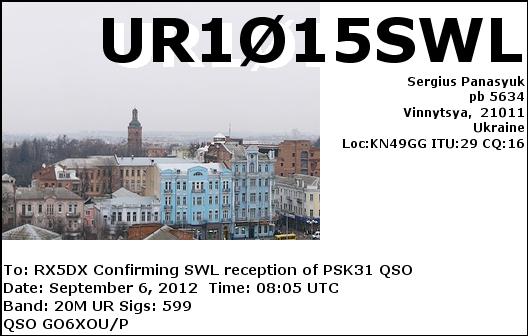 UR1Ø15SWL
Sergius Panasyuk
pb 5634
Vinnytsya, 21011
Ukraine
Loc:KN49GG ITU:29 CQ:16
To: RX5DX Confirming SWL reception of PSK31 QSO
Date: September 6, 2012 Time: 08:05 UTC
Band: 20M UR Sigs: 599
QSO GO6XOU/P